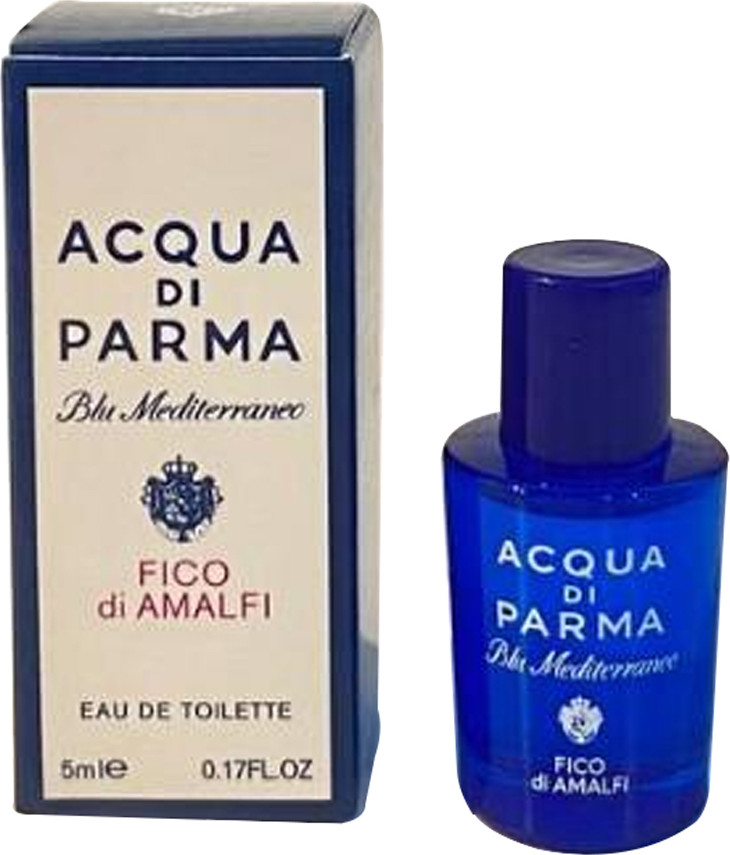 ACQUA
DI
PARMA
Blu Mediterraneo
FICO
di AMALFI
EAU DE TOILETTE
5ml℮ 0.17FL.OZ
ACQUA
DI
PARMA
Blu Mediterraneo
FICO
di AMALFI